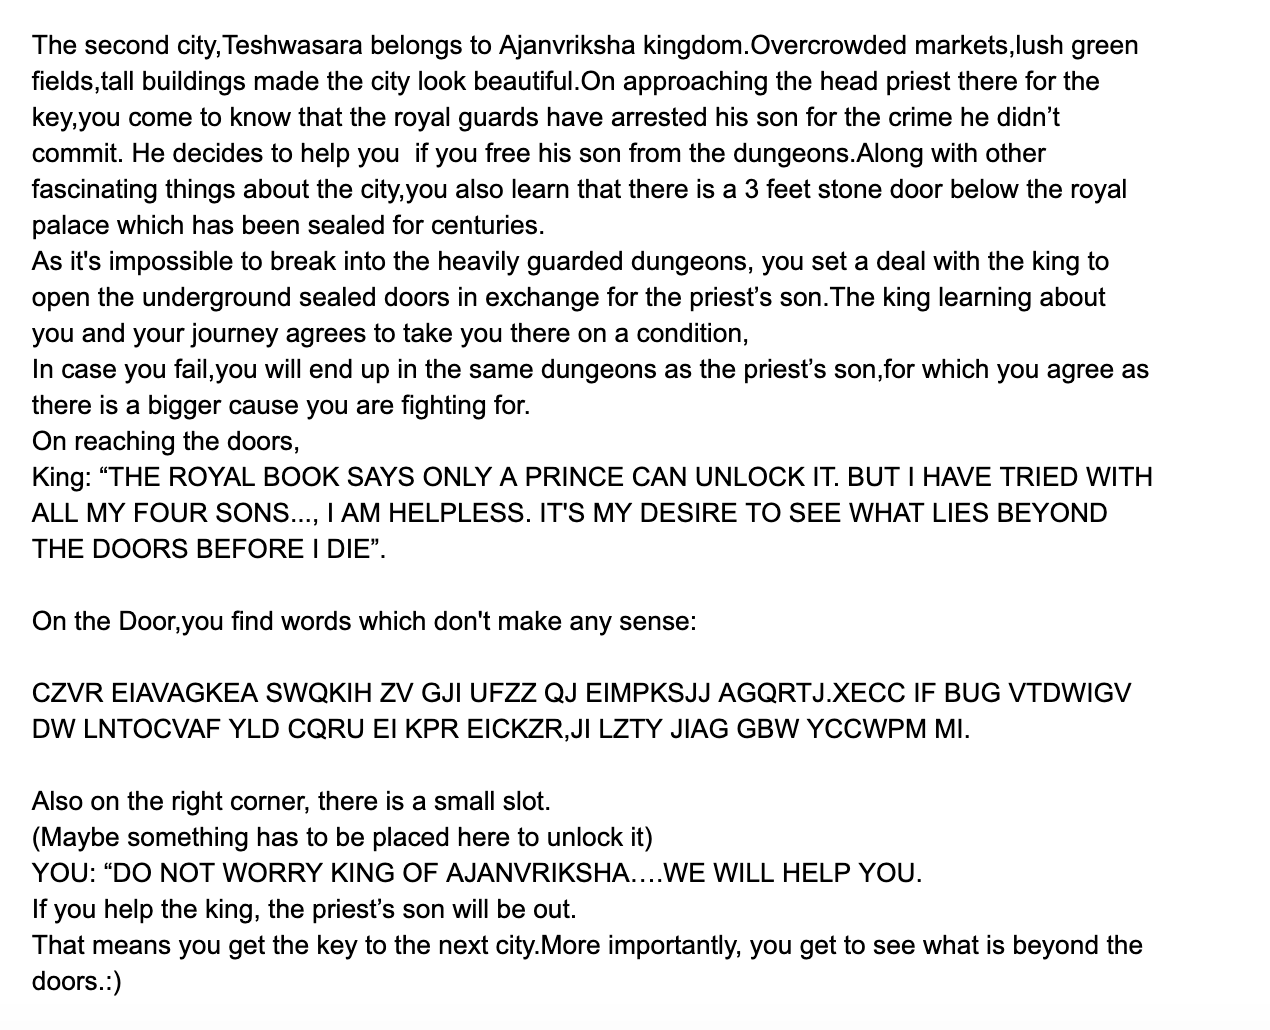 The second city,Teshwasara belongs to Ajanvriksha kingdom.Overcrowded markets,lush green
fields,tall buildings made the city look beautiful.On approaching the head priest there for the
key,you come to know that the royal guards have arrested his son for the crime he didn’t
commit. He decides to help you  if you free his son from the dungeons.Along with other
fascinating things about the city,you also learn that there is a 3 feet stone door below the royal
palace which has been sealed for centuries.
As it's impossible to break into the heavily guarded dungeons, you set a deal with the king to
open the underground sealed doors in exchange for the priest’s son.The king learning about
you and your journey agrees to take you there on a condition,
In case you fail,you will end up in the same dungeons as the priest’s son,for which you agree as
there is a bigger cause you are fighting for.
On reaching the doors,
King: “THE ROYAL BOOK SAYS ONLY A PRINCE CAN UNLOCK IT. BUT I HAVE TRIED WITH
ALL MY FOUR SONS..., I AM HELPLESS. IT'S MY DESIRE TO SEE WHAT LIES BEYOND
THE DOORS BEFORE I DIE”.
On the Door,you find words which don't make any sense:
CZVR EIAVAGKEA SWQKIH ZV GJI UFZZ QJ EIMPKSJJ AGQRTJ.XECC IF BUG VTDWIGV
DW LNTOCVAF YLD CQRU EI KPR EICKZR,JI LZTY JIAG GBW YCCWPM MI.
Also on the right corner, there is a small slot.
(Maybe something has to be placed here to unlock it)
YOU: “DO NOT WORRY KING OF AJANVRIKSHA….WE WILL HELP YOU.
If you help the king, the priest’s son will be out.
That means you get the key to the next city.More importantly, you get to see what is beyond the
doors.:)